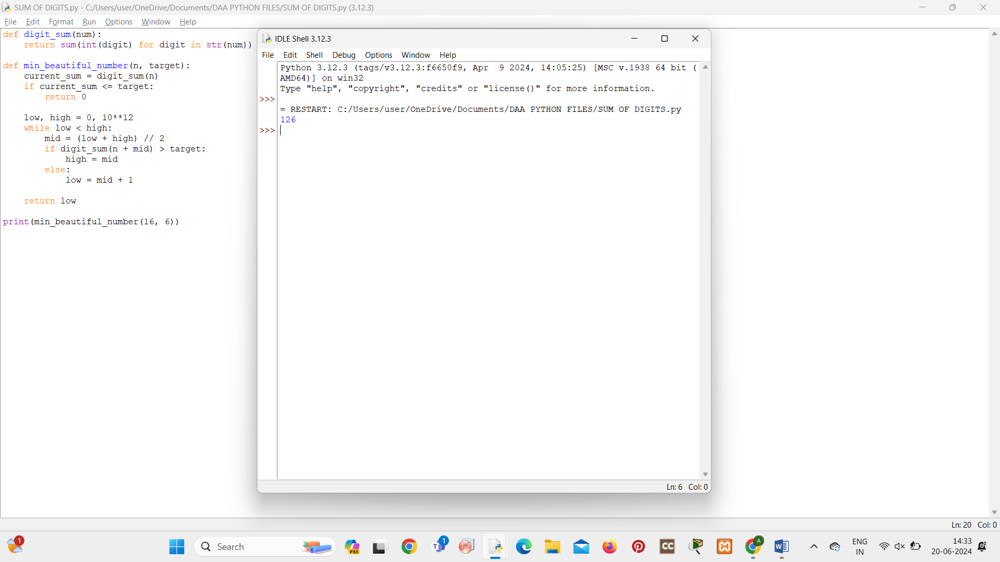 SUM OF DIGITS.py - C:/Users/user/OneDrive/Documents/DAA PYTHON FILES/SUM OF DIGITS.py (3.12.3)
File Edit Format Run Options Window Help
def digit_sum(num):
    return sum(int(digit) for digit in str(num))
def min_beautiful_number(n, target):
    current_sum = digit_sum(n)
    if current_sum <= target:
        return 0
    low, high = 0, 10**12
    while low < high:
        mid = (low + high) // 2
        if digit_sum(n + mid) > target:
            high = mid
        else:
            low = mid + 1
    return low
print(min_beautiful_number(16, 6))
IDLE Shell 3.12.3
File Edit Shell Debug Options Window Help
Python 3.12.3 (tags/v3.12.3:f6650f9, Apr  9 2024, 14:05:25) [MSC v.1938 64 bit (
AMD64)] on win32
Type "help", "copyright", "credits" or "license()" for more information.
>>>
= RESTART: C:/Users/user/OneDrive/Documents/DAA PYTHON FILES/SUM OF DIGITS.py
126
>>>
Ln: 6 Col: 0
Ln: 20 Col: 0
1
Search
PRE
T
1
CC
A
W
ENG
IN
14:33
20-06-2024